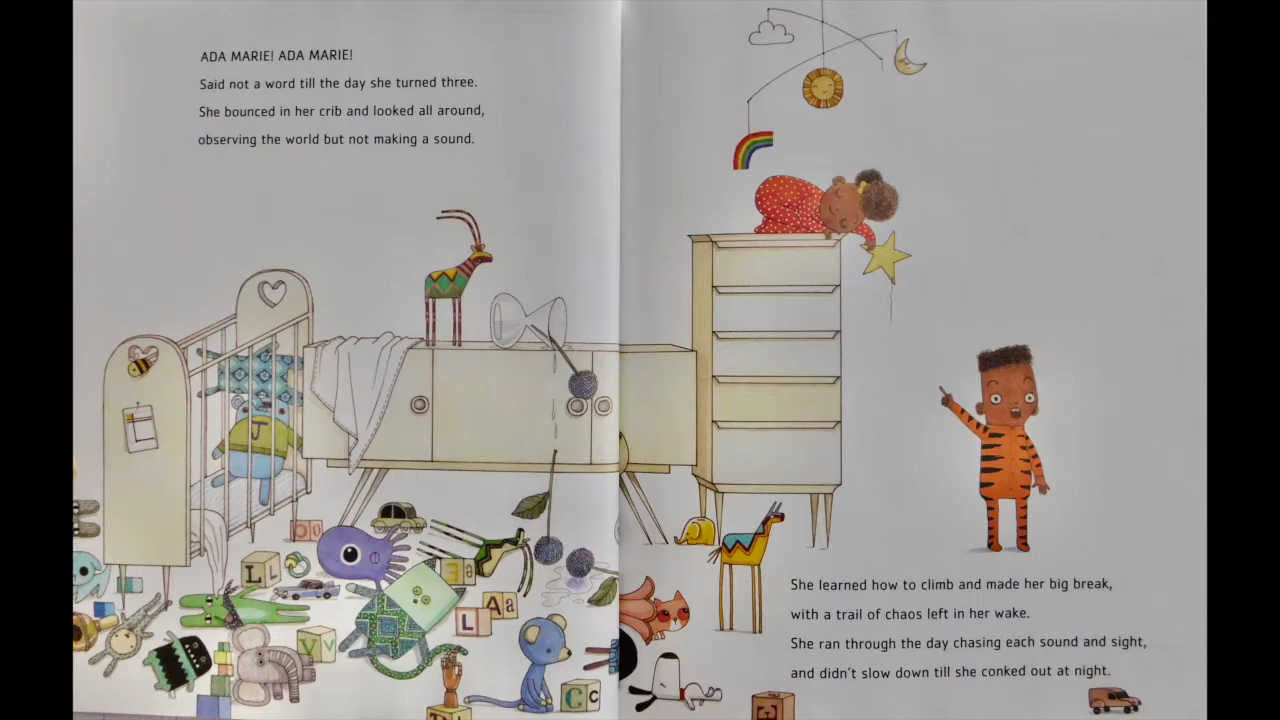 ADA MARIE! ADA MARIE!
Said not a word till the day she turned three.
She bounced in her crib and looked all around,
observing the world but not making a sound.
J
L L
Aa
L
Cc
She learned how to climb and made her big break,
with a trail of chaos left in her wake.
She ran through the day chasing each sound and sight,
and didn't slow down till she conked out at night.